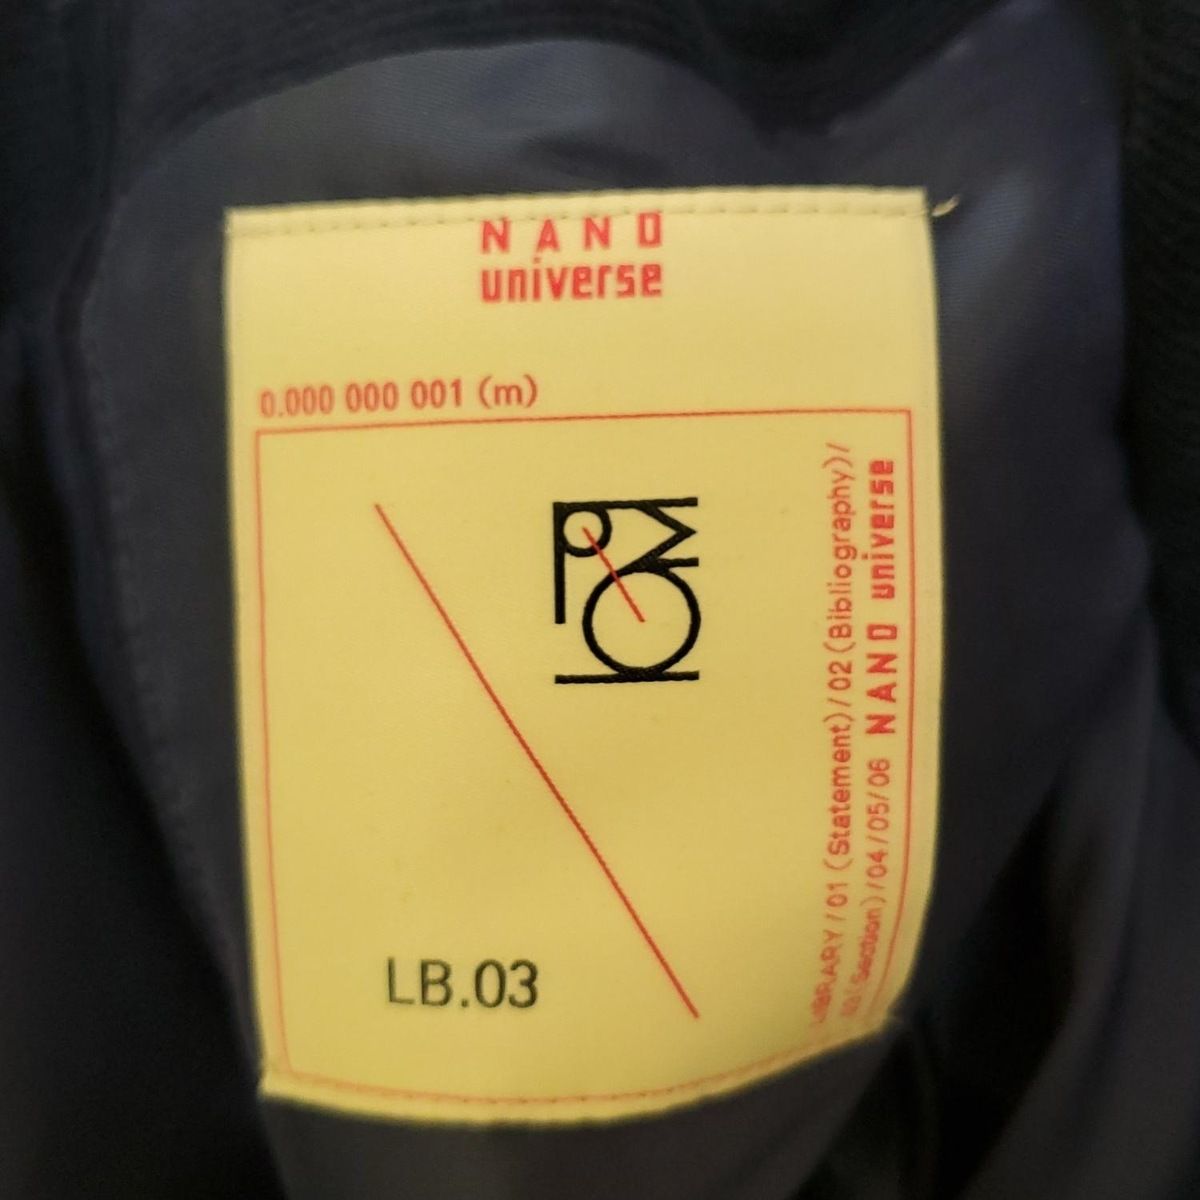 NANO
universe
0.000 000 001 (m)
LIBRARY/01(Statement)/02(Bibliography)/
03(Section)/04/05/06 NANO universe
LB.03